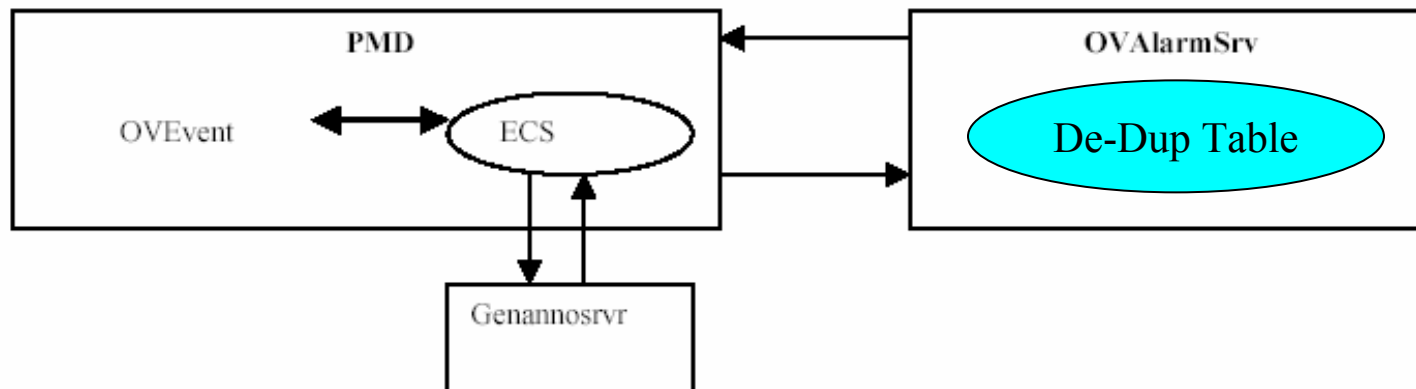 PMD
OVAlarmSrv
OVEvent
ECS
De-Dup Table
Genannosrvr